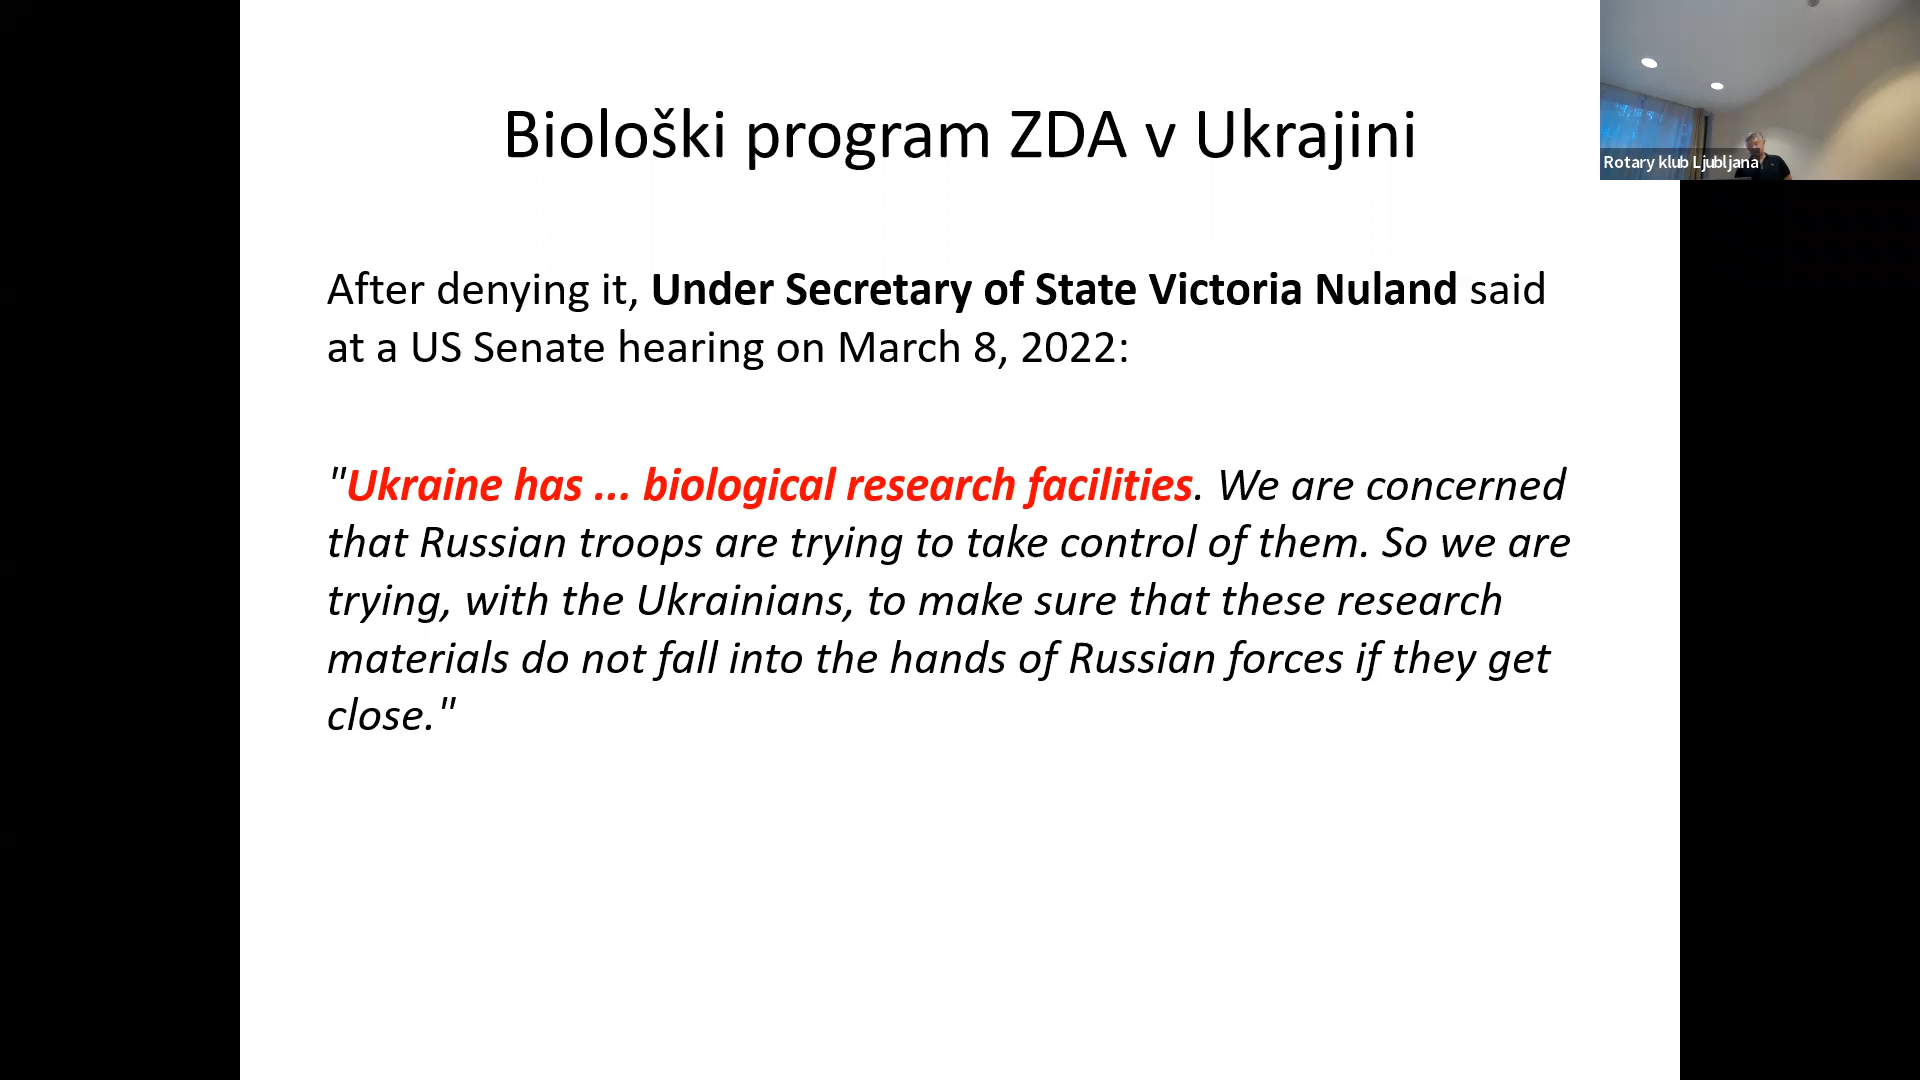 Biološki program ZDA v Ukrajini
Rotary klub Ljubljana
After denying it, Under Secretary of State Victoria Nuland said
at a US Senate hearing on March 8, 2022:
"Ukraine has ... biological research facilities. We are concerned
that Russian troops are trying to take control of them. So we are
trying, with the Ukrainians, to make sure that these research
materials do not fall into the hands of Russian forces if they get
close."